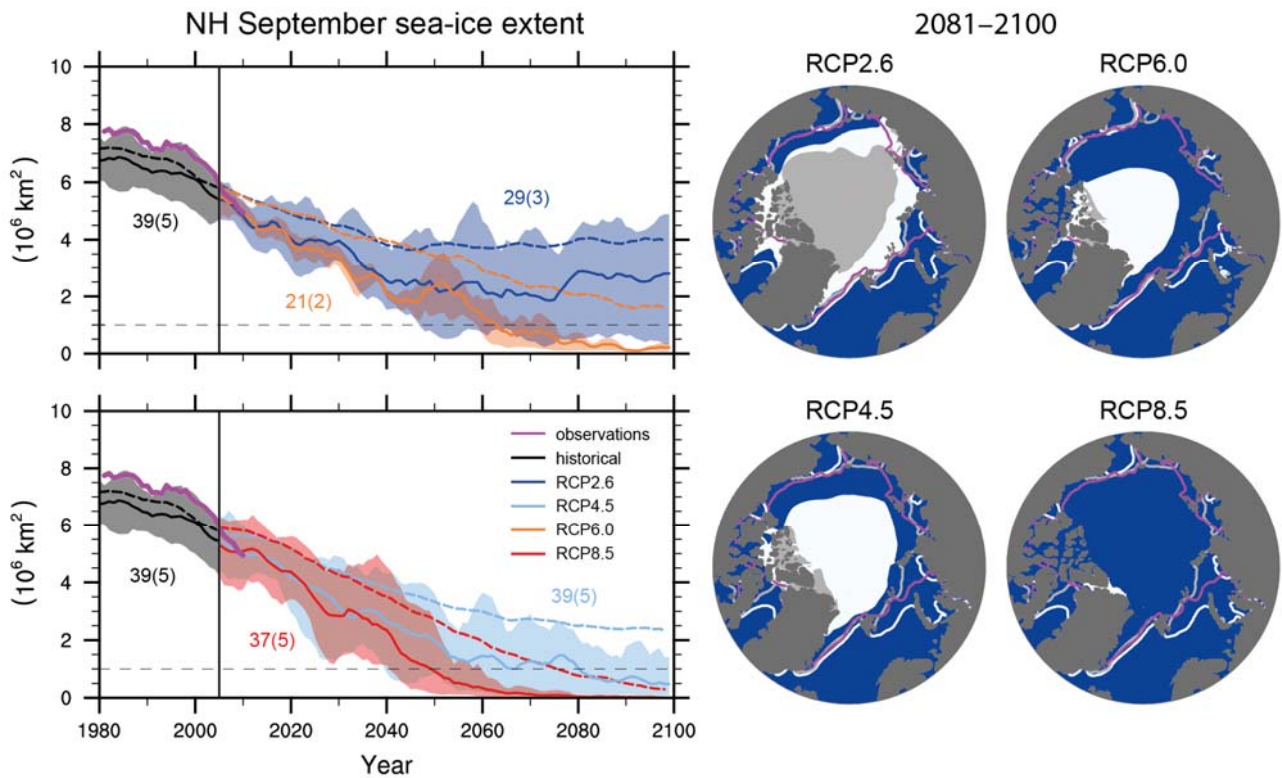 NH September sea-ice extent
2081–2100
RCP2.6
RCP6.0
10
8
6
4
2
0
(10⁶ km²)
39(5)
29(3)
21(2)
RCP4.5
RCP8.5
10
8
6
4
2
0
(10⁶ km²)
observations
historical
RCP2.6
RCP4.5
RCP6.0
RCP8.5
39(5)
39(5)
37(5)
1980 2000 2020 2040 2060 2080 2100
Year